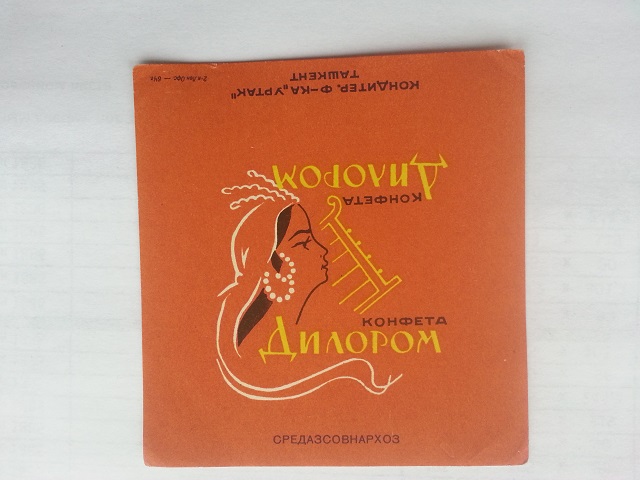 КОНДИТЕР. Ф-КА „УРТАК"
ТАШКЕНТ
КОНФЕТА
ДИЛОРОМ
КОНФЕТА
ДИЛОРОМ
СРЕДАЗСОВНАРХОЗ